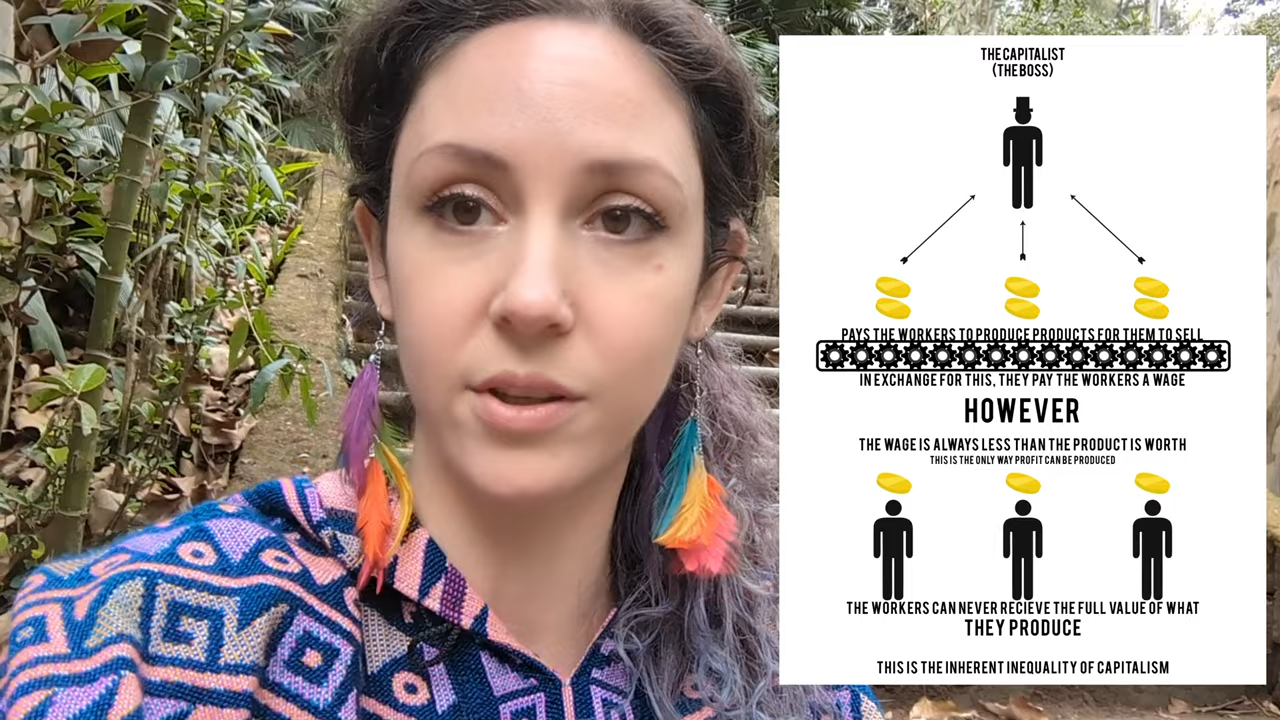 THE CAPITALIST
(THE BOSS)
PAYS THE WORKERS TO PRODUCE PRODUCTS FOR THEM TO SELL
IN EXCHANGE FOR THIS, THEY PAY THE WORKERS A WAGE
HOWEVER
THE WAGE IS ALWAYS LESS THAN THE PRODUCT IS WORTH
THIS IS THE ONLY WAY PROFIT CAN BE PRODUCED
THE WORKERS CAN NEVER RECIEVE THE FULL VALUE OF WHAT
THEY PRODUCE
THIS IS THE INHERENT INEQUALITY OF CAPITALISM